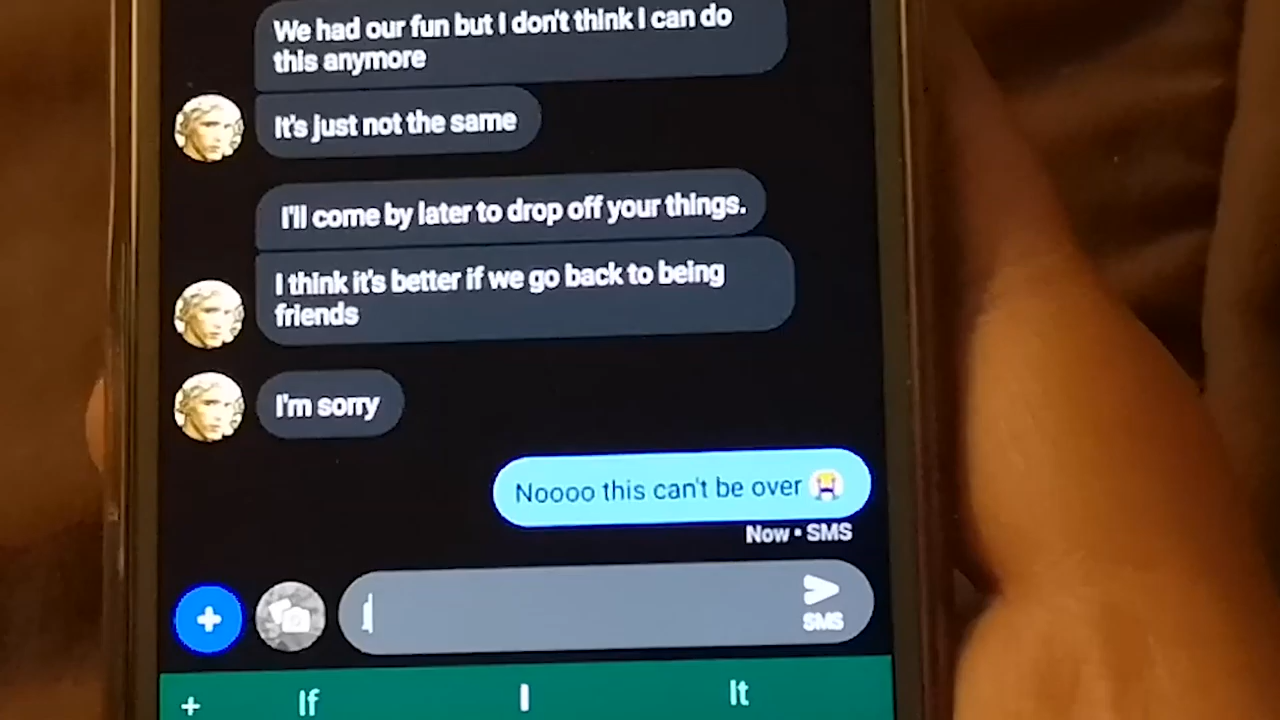 We had our fun but I don't think I can do
this anymore
It's just not the same
I'll come by later to drop off your things.
I think it's better if we go back to being
friends
I'm sorry
Noooo this can't be over 😭
Now • SMS
I
SMS
+ If I It